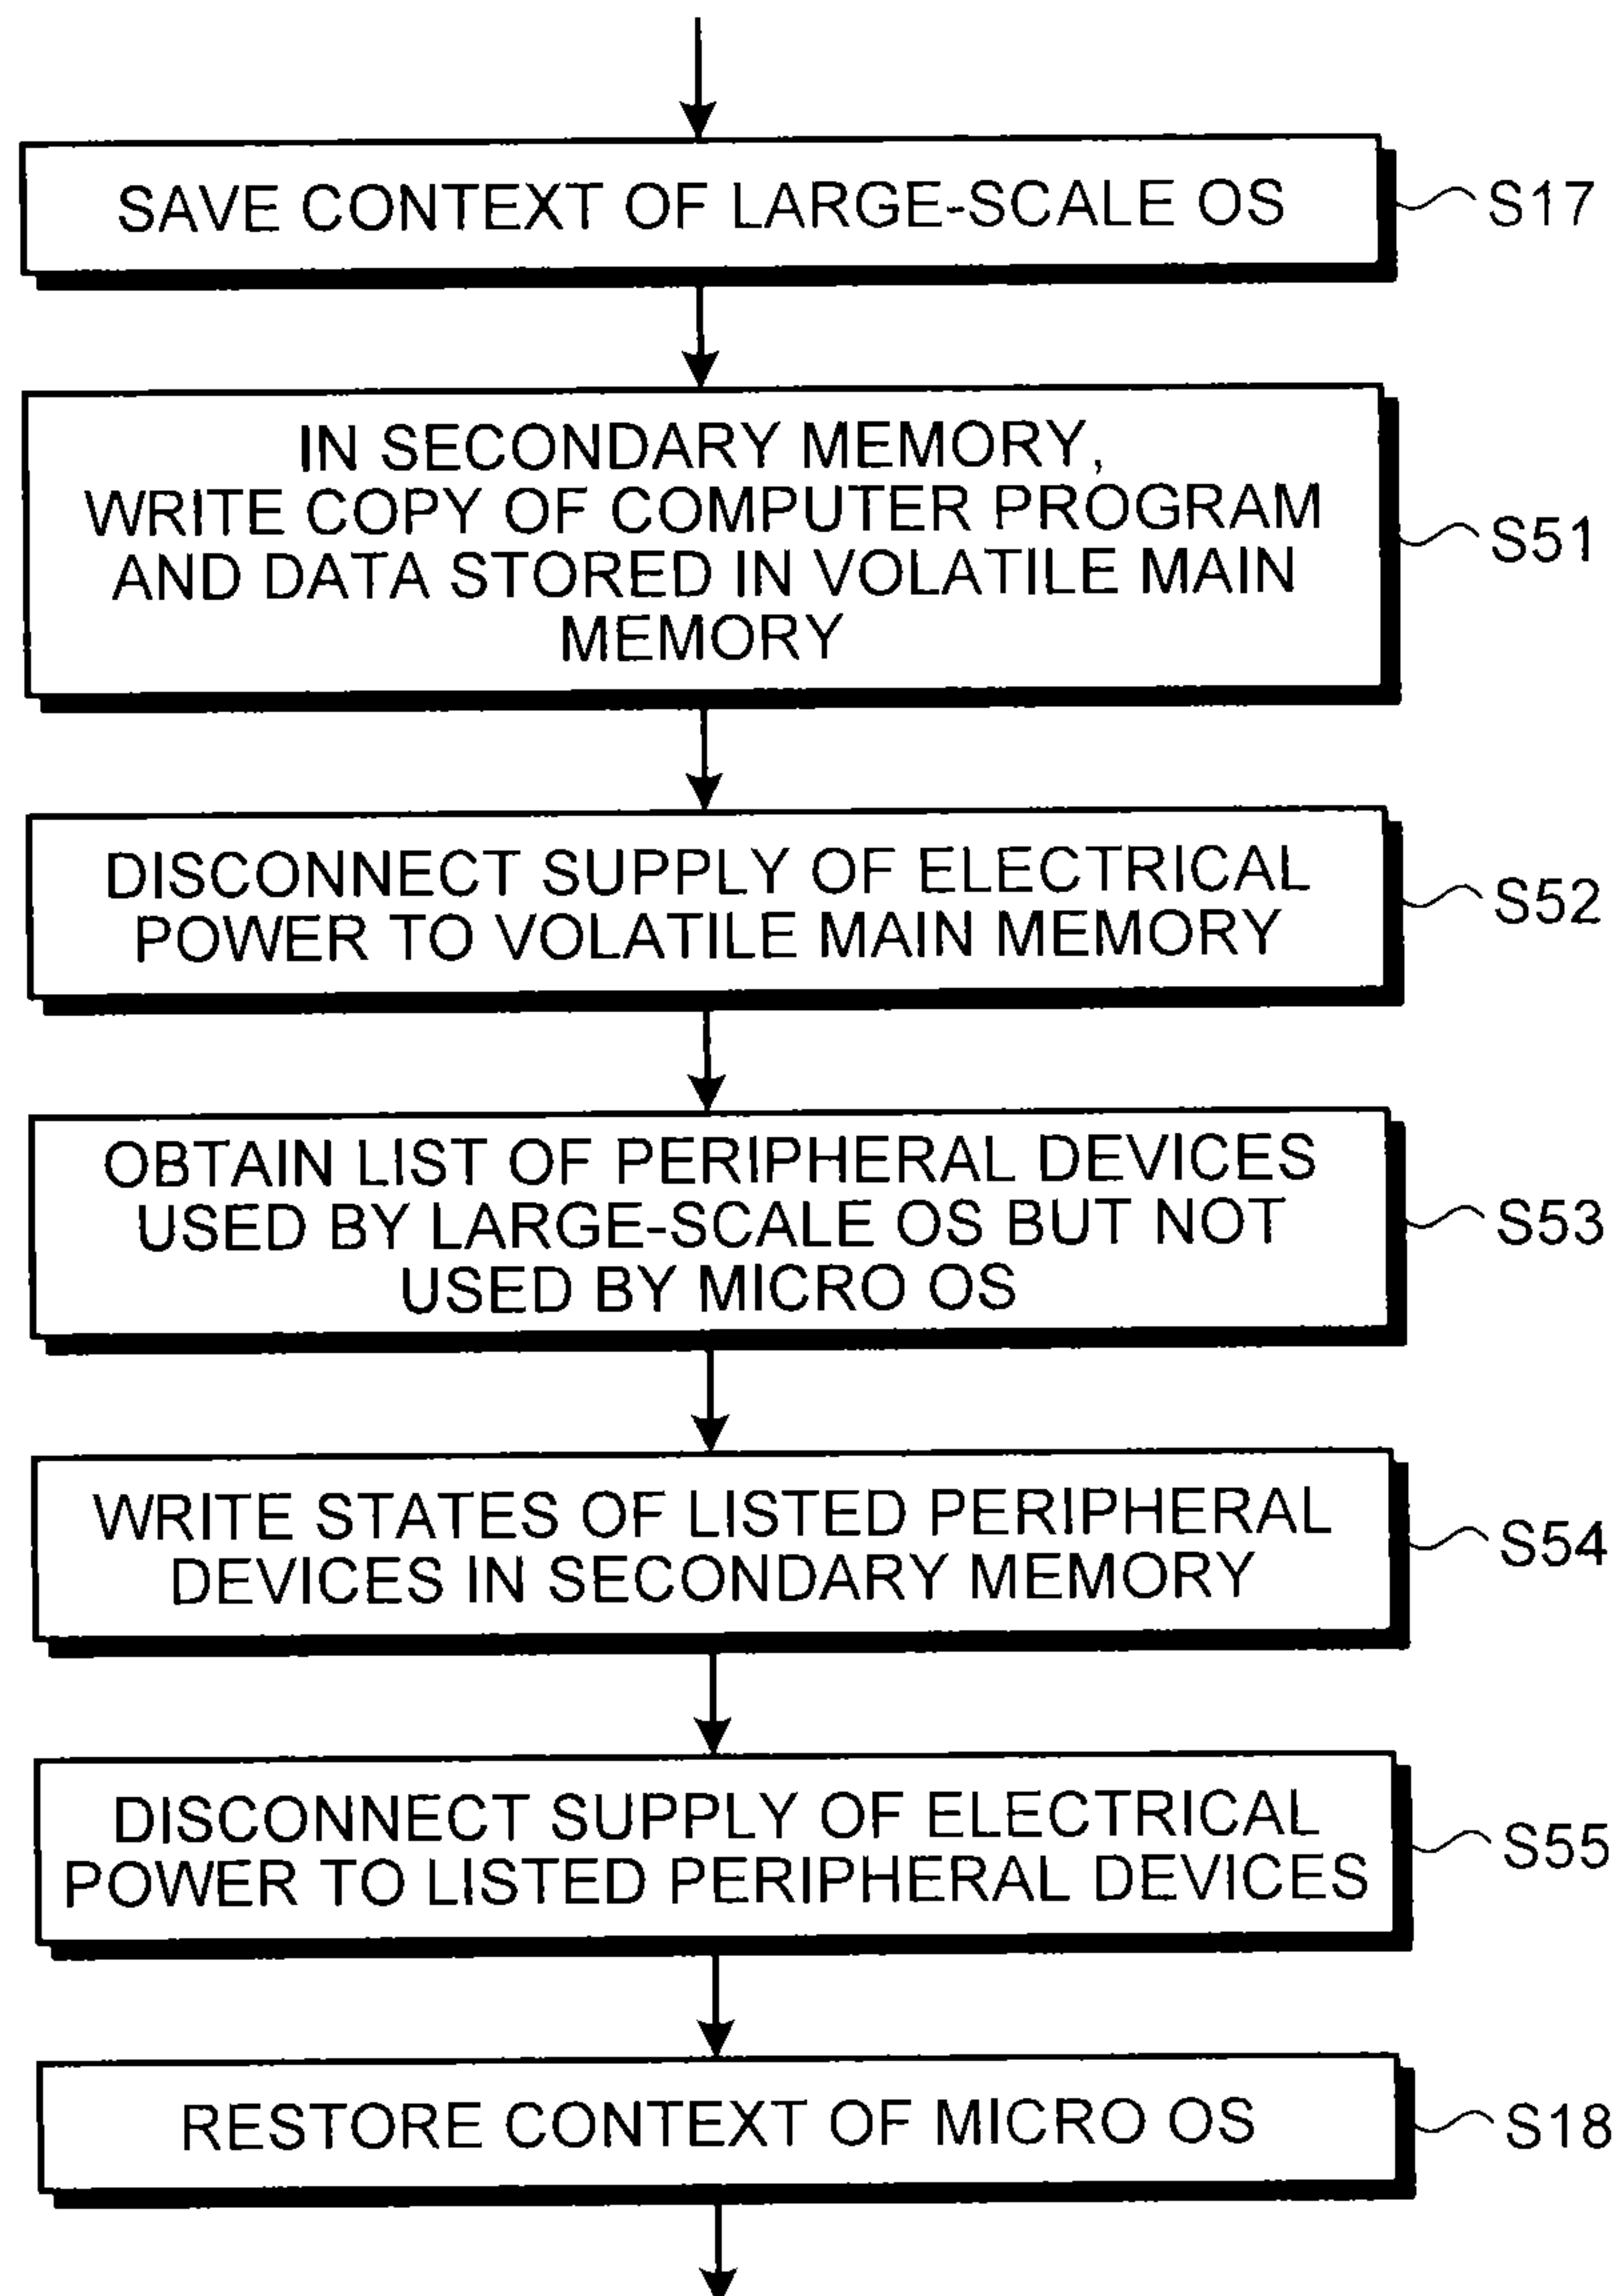 SAVE CONTEXT OF LARGE-SCALE OS
S17
IN SECONDARY MEMORY,
WRITE COPY OF COMPUTER PROGRAM
AND DATA STORED IN VOLATILE MAIN
MEMORY
S51
DISCONNECT SUPPLY OF ELECTRICAL
POWER TO VOLATILE MAIN MEMORY
S52
OBTAIN LIST OF PERIPHERAL DEVICES
USED BY LARGE-SCALE OS BUT NOT
USED BY MICRO OS
S53
WRITE STATES OF LISTED PERIPHERAL
DEVICES IN SECONDARY MEMORY
S54
DISCONNECT SUPPLY OF ELECTRICAL
POWER TO LISTED PERIPHERAL DEVICES
S55
RESTORE CONTEXT OF MICRO OS
S18